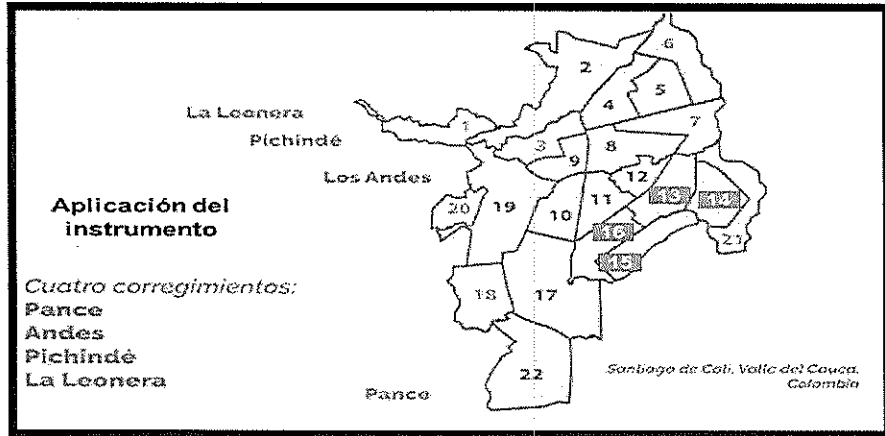 La Leonera
Pichindé
Los Andes
Aplicación del
instrumento
Cuatro corregimientos:
Pance
Andes
Pichindé
La Leonera
Pance
1
2
3
4
5
6
7
8
9
10
11
12
13
14
15
16
17
18
19
20
21
22
Santiago de Cali, Valle del Cauca,
Colombia